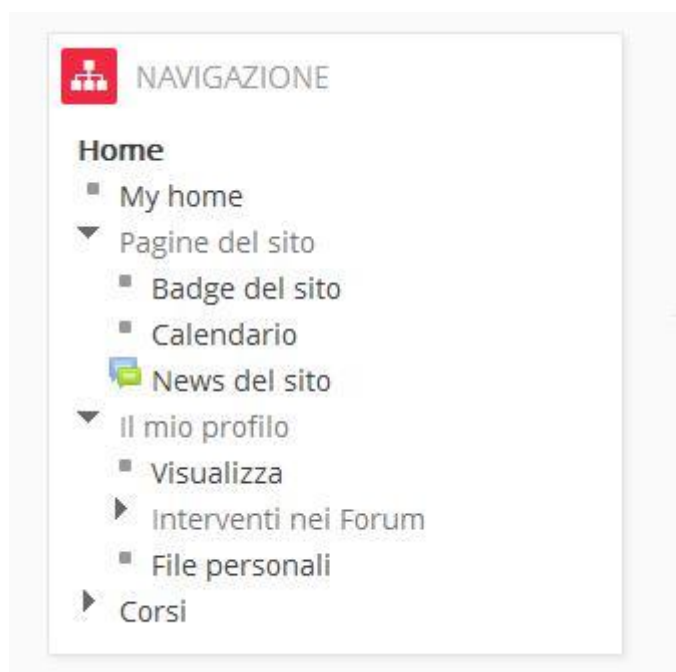 NAVIGAZIONE
Home
My home
Pagine del sito
Badge del sito
Calendario
News del sito
Il mio profilo
Visualizza
Interventi nei Forum
File personali
Corsi